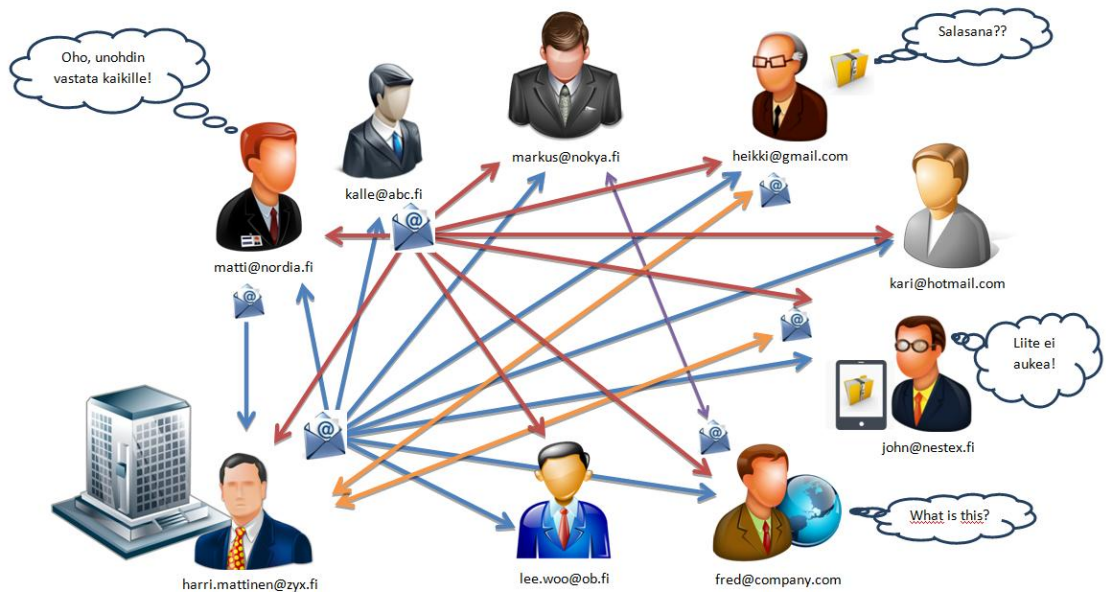 Oho, unohdin
vastata kaikille!
Salasana??
markus@nokya.fi
heikki@gmail.com
kalle@abc.fi
matti@nordia.fi
kari@hotmail.com
Liite ei
aukea!
john@nestex.fi
What is this?
harri.mattinen@zyx.fi
lee.woo@ob.fi
fred@company.com